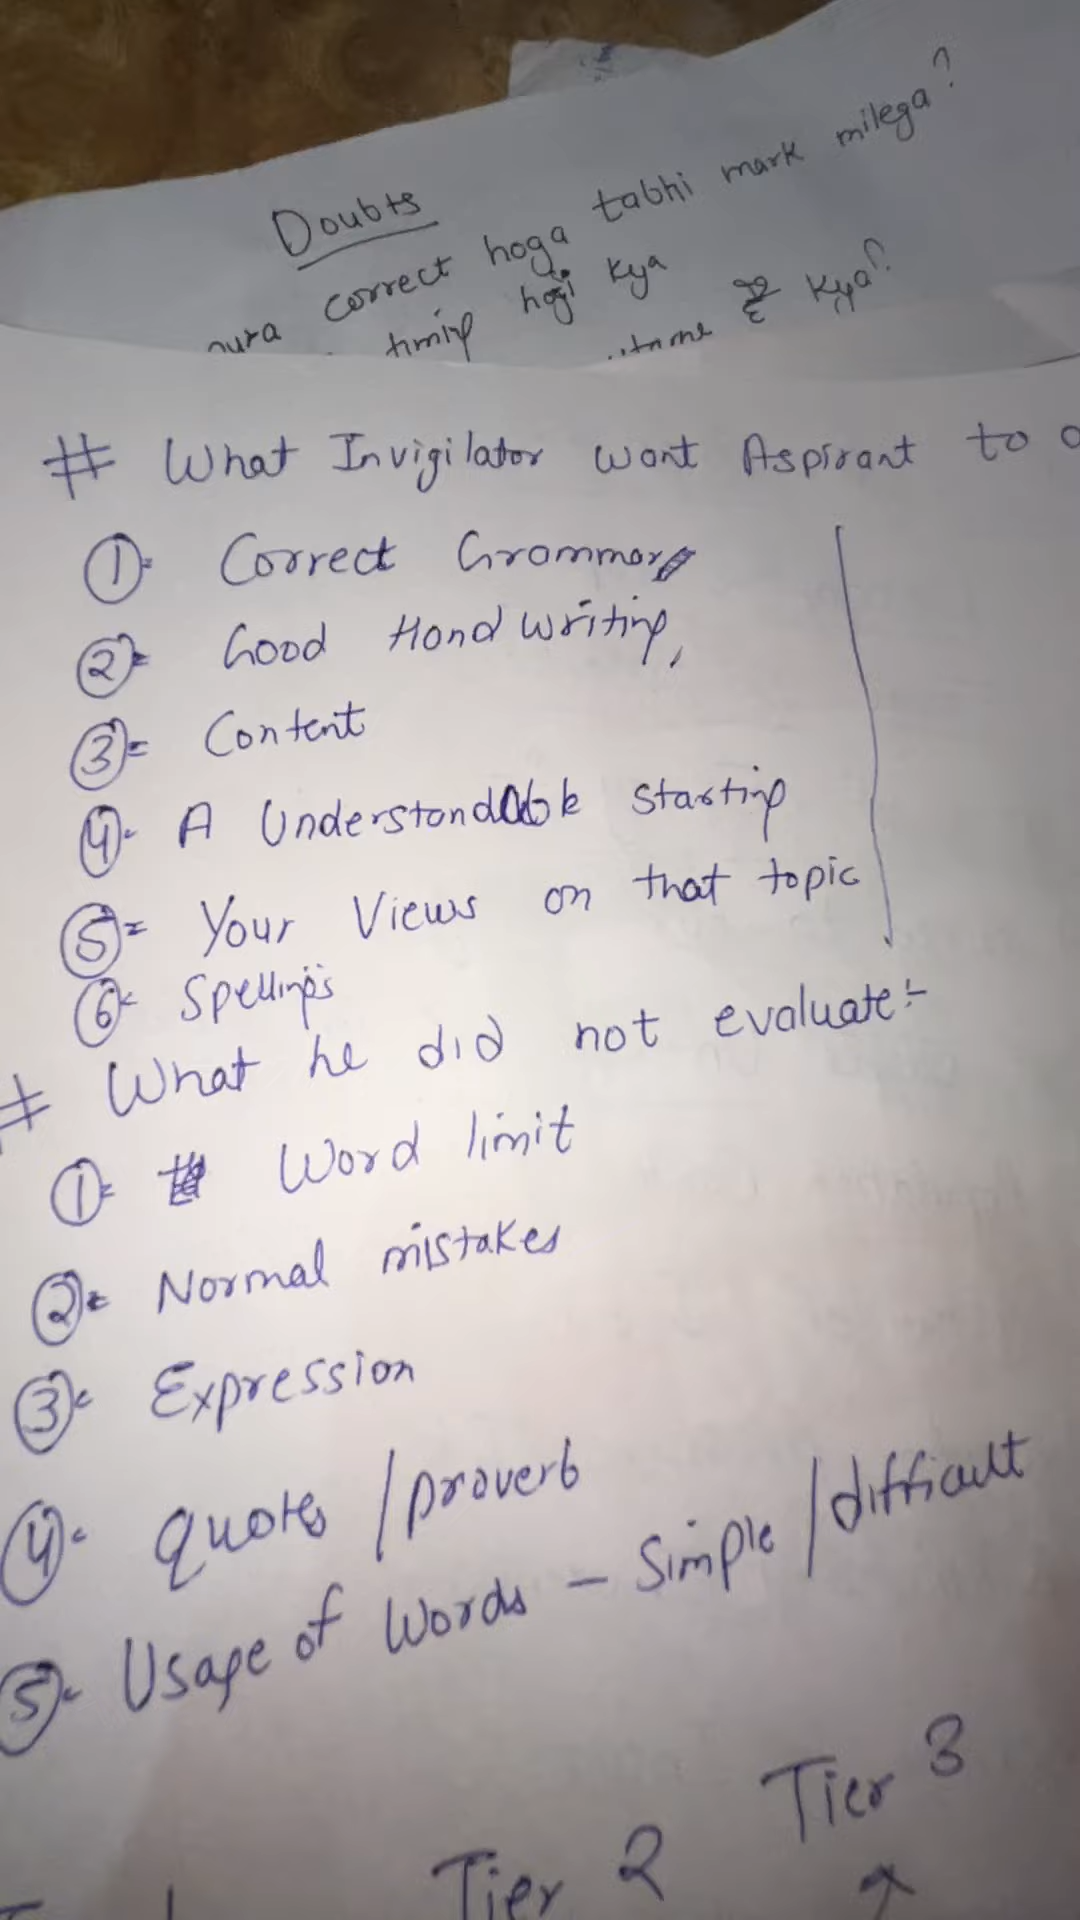 Doubts
correct hoga tabhi mark milega?
timing hogi kya
है kya?
# What Invigilator want Aspirant to
① Correct Grammar
② Good Hand writing,
③ Content
④ A Understandable starting
⑤ Your Views on that topic
⑥ Spellings
# What he did not evaluate:-
① Word limit
② Normal mistakes
③ Expression
④ quotes / proverb
⑤ Usage of Words - Simple / difficult
Tier 3
Tier 2